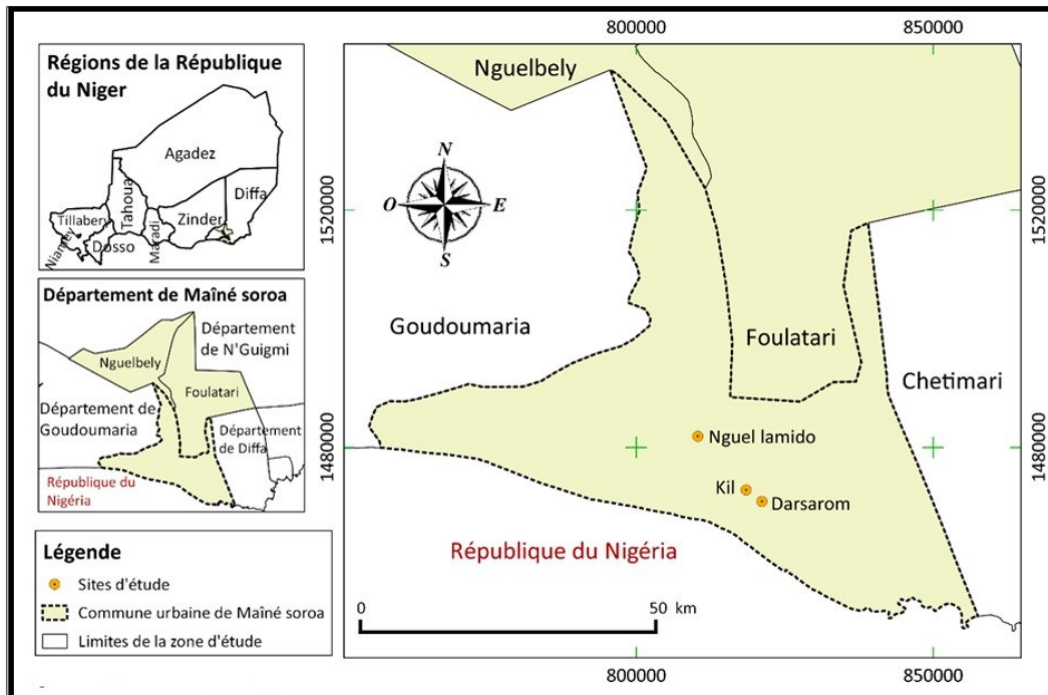 Régions de la République
du Niger
Agadez
Diffa
Tahoua
Zinder
Tillabery
Maradi
Dosso
Niamey
Département de Maîné soroa
Département
de N'Guigmi
Nguelbely
Foulatari
Département de
Goudoumaria
Département
de Diffa
République du
Nigéria
Légende
Sites d'étude
Commune urbaine de Maîné soroa
Limites de la zone d'étude
800000
850000
Nguelbely
N
O
E
S
1520000
1520000
Goudoumaria
Foulatari
Chetimari
1480000
1480000
Nguel lamido
Kil
Darsarom
République du Nigéria
0
50 km
800000
850000